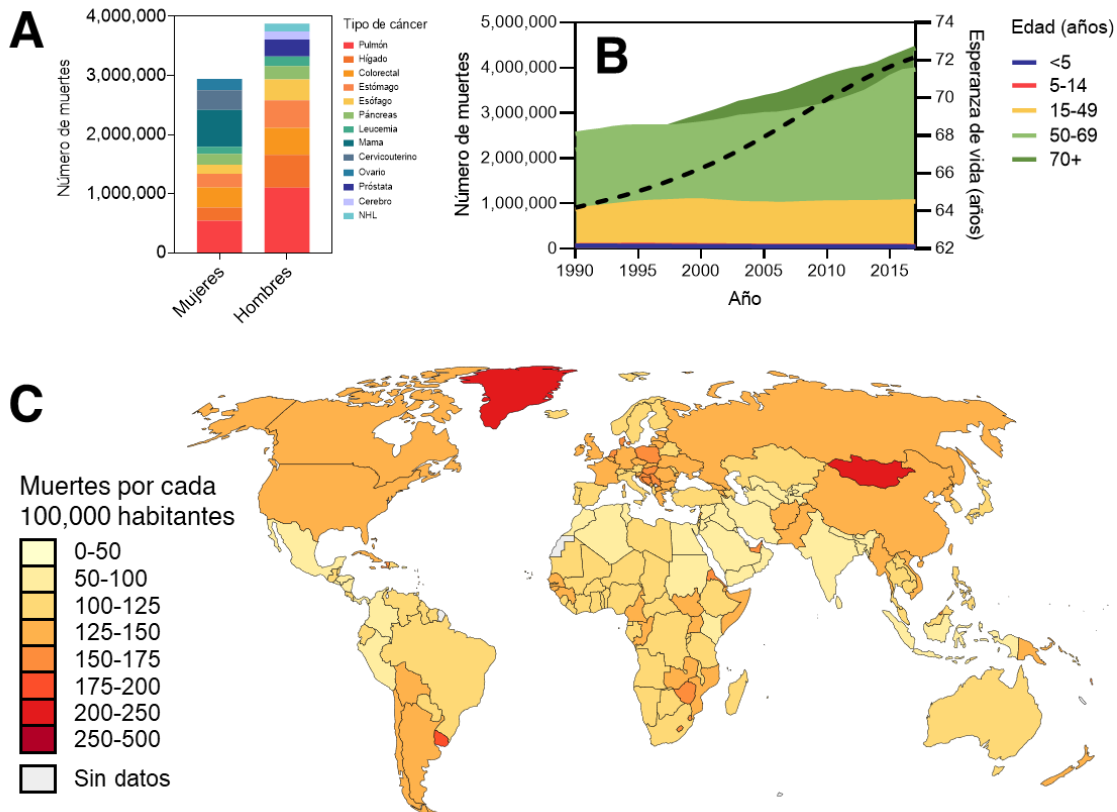 A
Número de muertes
4,000,000
3,000,000
2,000,000
1,000,000
0
Mujeres
Hombres
Tipo de cáncer
Pulmón
Hígado
Colorectal
Estómago
Esófago
Páncreas
Leucemia
Mama
Cervicouterino
Ovario
Próstata
Cerebro
NHL
B
Número de muertes
5,000,000
4,000,000
3,000,000
2,000,000
1,000,000
0
1990
1995
2000
2005
2010
2015
Año
74
72
70
68
66
64
62
Esperanza de vida (años)
Edad (años)
<5
5-14
15-49
50-69
70+
C
Muertes por cada
100,000 habitantes
0-50
50-100
100-125
125-150
150-175
175-200
200-250
250-500
Sin datos